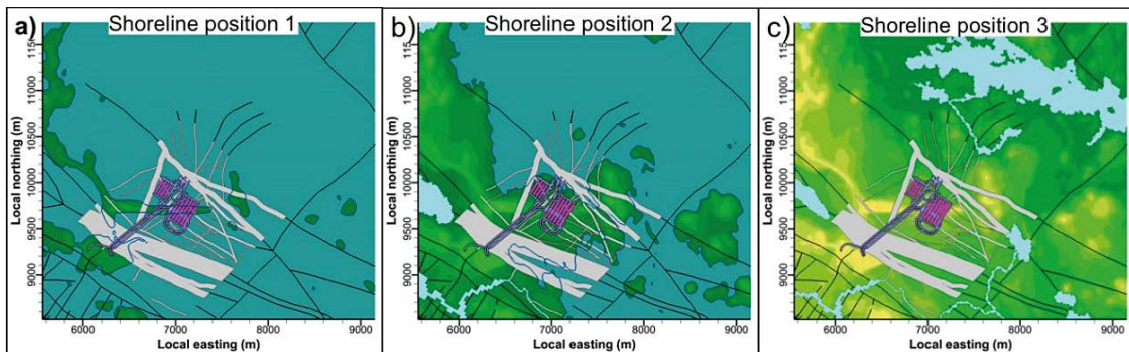 a) Shoreline position 1
b) Shoreline position 2
c) Shoreline position 3
Local northing (m)
11000
10500
10000
9500
9000
6000 7000 8000 9000
Local easting (m)
Local northing (m)
11000
10500
10000
9500
9000
6000 7000 8000 9000
Local easting (m)
Local northing (m)
11000
10500
10000
9500
9000
6000 7000 8000 9000
Local easting (m)